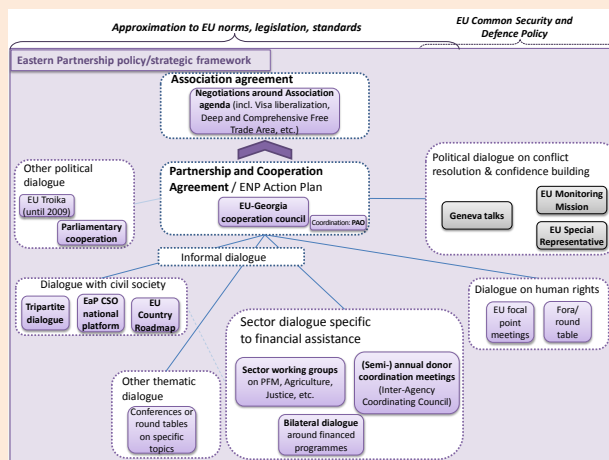 Approximation to EU norms, legislation, standards
EU Common Security and
Defence Policy
Eastern Partnership policy/strategic framework
Association agreement
Negotiations around Association
agenda (incl. Visa liberalization,
Deep and Comprehensive Free
Trade Area, etc.)
Other political
dialogue
EU Troika
(until 2009)
Parliamentary
cooperation
Partnership and Cooperation
Agreement / ENP Action Plan
EU-Georgia
cooperation council
Coordination: PAO
Political dialogue on conflict
resolution & confidence building
Geneva talks
EU Monitoring
Mission
EU Special
Representative
Informal dialogue
Dialogue with civil society
Tripartite
dialogue
EaP CSO
national
platform
EU
Country
Roadmap
Dialogue on human rights
EU focal
point
meetings
Fora/
round
table
Other thematic
dialogue
Conferences or
round tables
on specific
topics
Sector dialogue specific
to financial assistance
Sector working groups
on PFM, Agriculture,
Justice, etc.
(Semi-) annual donor
coordination meetings
(Inter-Agency
Coordinating Council)
Bilateral dialogue
around financed
programmes